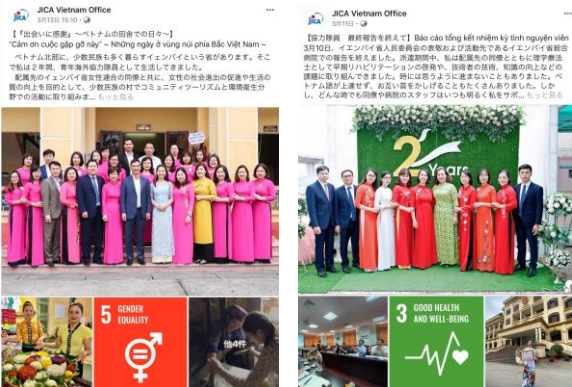 JICA Vietnam Office
3月13日 15:10
【『出会いに感謝』 ～ベトナムの田舎での日々～】
"Cảm ơn cuộc gặp gỡ này" ~ Những ngày ở vùng núi phía Bắc Việt Nam ~
ベトナム北部に、少数民族も多く暮らすイエンバイという省があります。そこ
で私は2年間、青年海外協力隊員として生活してきました。
配属先のイエンバイ省女性連合の同僚と共に、女性の社会進出の促進や生活の
質の向上を目的として、少数民族の村でコミュニティツーリズムと環境衛生分
野での活動に取り組みま... もっと見る
5 GENDER
EQUALITY
他4件
JICA Vietnam Office
3月11日
【協力隊員 最終報告を終えて】Báo cáo tổng kết nhiệm kỳ tình nguyện viên
3月10日、イエンバイ省人民委員会の表敬および活動先であるイエンバイ省総合
病院での報告を終えました。派遣期間中、私は配属先の同僚とともに理学療法
士として早期リハビリテーションの啓発や、技術者の技術、知識の向上などの
課題に取り組んできました。時には思うように進まないこともありました。ベ
トナム語が上達せず、お互い首をかしげることもたくさんありました。しか
し、どんな時でも同僚や病院のスタッフはいつも明るく私をサポ... もっと見る
2 Years
3 GOOD HEALTH
AND WELL-BEING